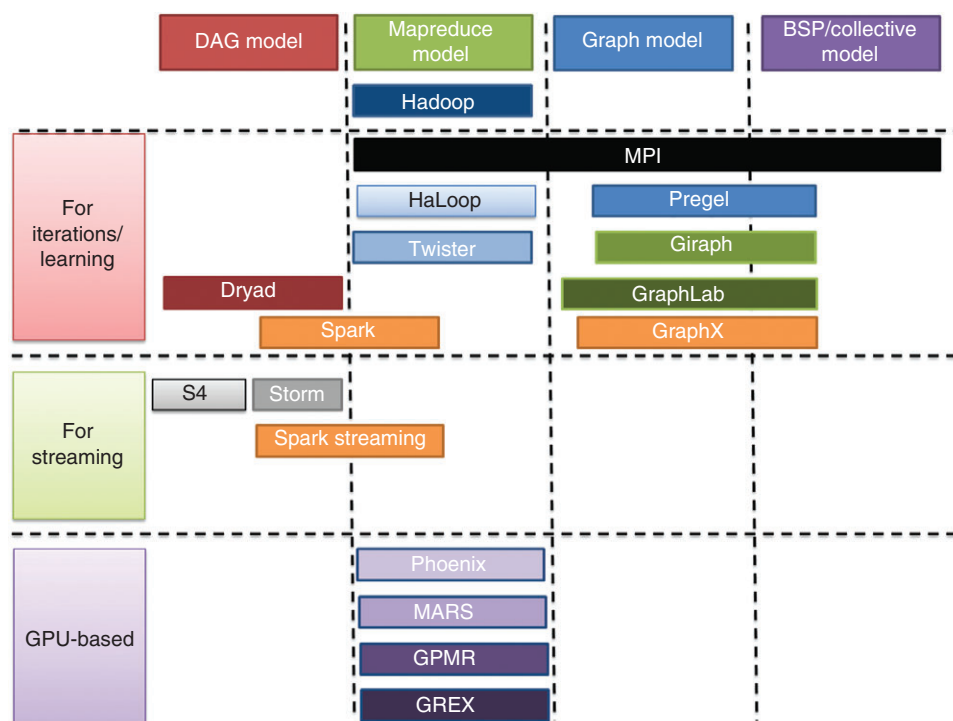 DAG model
Mapreduce
model
Graph model
BSP/collective
model
Hadoop
For
iterations/
learning
MPI
HaLoop
Pregel
Twister
Giraph
Dryad
GraphLab
Spark
GraphX
For
streaming
S4
Storm
Spark streaming
GPU-based
Phoenix
MARS
GPMR
GREX